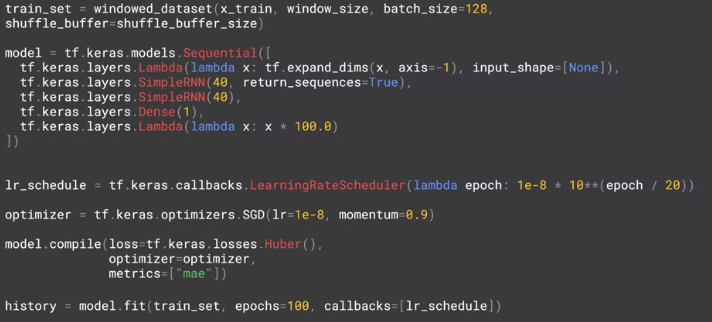 train_set = windowed_dataset(x_train, window_size, batch_size=128,
shuffle_buffer=shuffle_buffer_size)
model = tf.keras.models.Sequential([
  tf.keras.layers.Lambda(lambda x: tf.expand_dims(x, axis=-1), input_shape=[None]),
  tf.keras.layers.SimpleRNN(40, return_sequences=True),
  tf.keras.layers.SimpleRNN(40),
  tf.keras.layers.Dense(1),
  tf.keras.layers.Lambda(lambda x: x * 100.0)
])
lr_schedule = tf.keras.callbacks.LearningRateScheduler(lambda epoch: 1e-8 * 10**(epoch / 20))
optimizer = tf.keras.optimizers.SGD(lr=1e-8, momentum=0.9)
model.compile(loss=tf.keras.losses.Huber(),
              optimizer=optimizer,
              metrics=["mae"])
history = model.fit(train_set, epochs=100, callbacks=[lr_schedule])